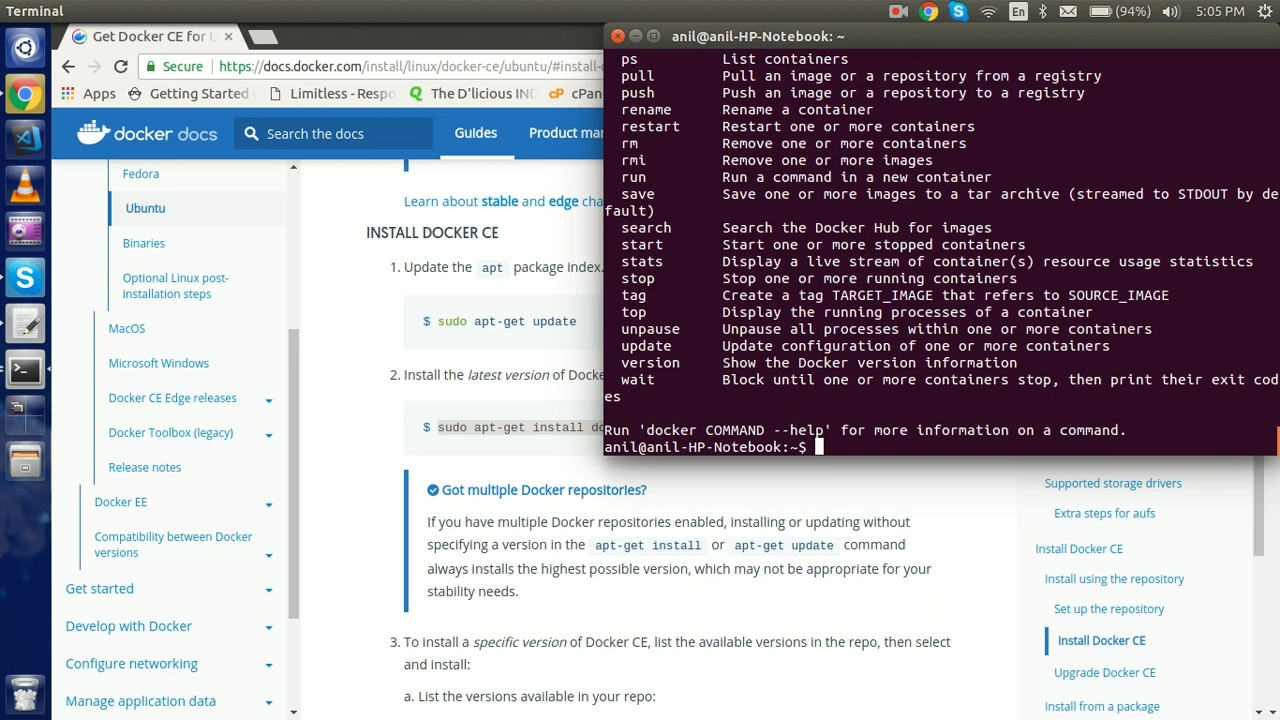 Terminal
En
(94%)
5:05 PM
Get Docker CE for U
Secure
https://docs.docker.com/install/linux/docker-ce/ubuntu/#install-
Apps
Getting Started
Limitless - Respo
The D'licious IND
cPan
docker docs
Search the docs
Guides
Product ma
Fedora
Ubuntu
Binaries
Optional Linux post-
installation steps
MacOS
Microsoft Windows
Docker CE Edge releases
Docker Toolbox (legacy)
Release notes
Docker EE
Compatibility between Docker
versions
Get started
Develop with Docker
Configure networking
Manage application data
Learn about stable and edge cha
INSTALL DOCKER CE
1. Update the apt package index.
$ sudo apt-get update
2. Install the latest version of Docke
$ sudo apt-get install do
Got multiple Docker repositories?
If you have multiple Docker repositories enabled, installing or updating without
specifying a version in the apt-get install or apt-get update command
always installs the highest possible version, which may not be appropriate for your
stability needs.
3. To install a specific version of Docker CE, list the available versions in the repo, then select
and install:
a. List the versions available in your repo:
anil@anil-HP-Notebook: ~
ps List containers
pull Pull an image or a repository from a registry
push Push an image or a repository to a registry
rename Rename a container
restart Restart one or more containers
rm Remove one or more containers
rmi Remove one or more images
run Run a command in a new container
save Save one or more images to a tar archive (streamed to STDOUT by de
fault)
search Search the Docker Hub for images
start Start one or more stopped containers
stats Display a live stream of container(s) resource usage statistics
stop Stop one or more running containers
tag Create a tag TARGET_IMAGE that refers to SOURCE_IMAGE
top Display the running processes of a container
unpause Unpause all processes within one or more containers
update Update configuration of one or more containers
version Show the Docker version information
wait Block until one or more containers stop, then print their exit cod
es
Run 'docker COMMAND --help' for more information on a command.
anil@anil-HP-Notebook:~$
Supported storage drivers
Extra steps for aufs
Install Docker CE
Install using the repository
Set up the repository
Install Docker CE
Upgrade Docker CE
Install from a package